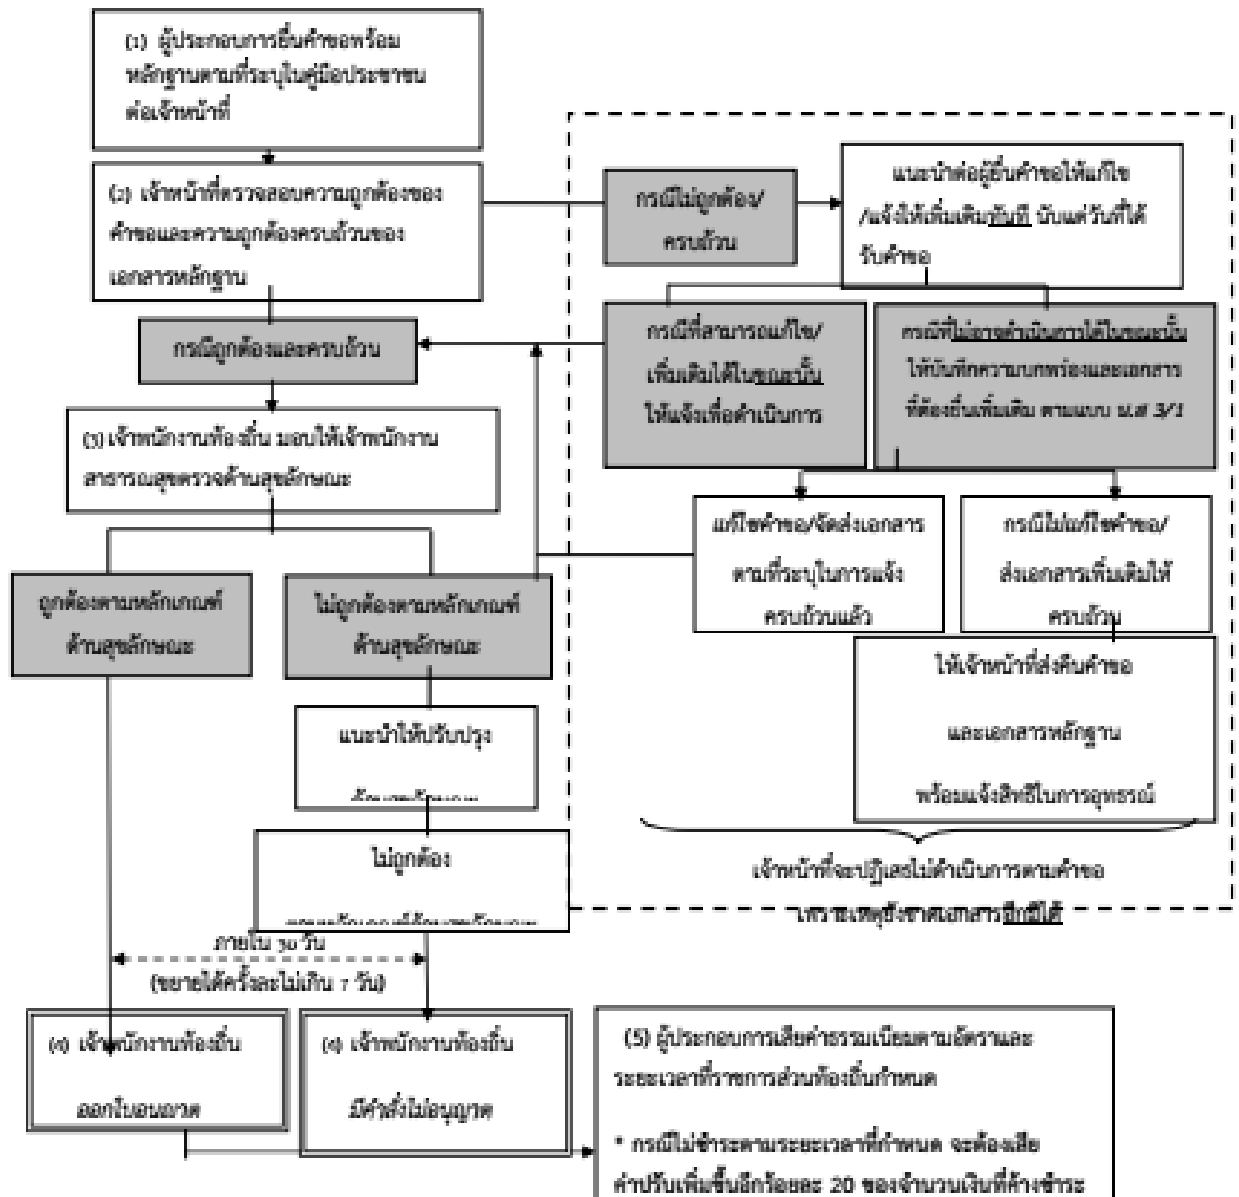 (1) ผู้ประกอบการยื่นคำขอพร้อม
หลักฐานตามที่ระบุในคู่มือประชาชน
ต่อเจ้าหน้าที่
(2) เจ้าหน้าที่ตรวจสอบความถูกต้องของ
คำขอและความถูกต้องครบถ้วนของ
เอกสารหลักฐาน
กรณีไม่ถูกต้อง/
ครบถ้วน
แนะนำต่อผู้ยื่นคำขอให้แก้ไข
/แจ้งให้เพิ่มเติมทันที นับแต่วันที่ได้
รับคำขอ
กรณีถูกต้องและครบถ้วน
กรณีที่สามารถแก้ไข/
เพิ่มเติมได้ในขณะนั้น
ให้แจ้งเพื่อดำเนินการ
กรณีที่ไม่อาจดำเนินการได้ในขณะนั้น
ให้บันทึกความบกพร่องและเอกสาร
ที่ต้องยื่นเพิ่มเติม ตามแบบ น.ส 3/1
(3) เจ้าพนักงานท้องถิ่น มอบให้เจ้าพนักงาน
สาธารณสุขตรวจด้านสุขลักษณะ
แก้ไขคำขอ/จัดส่งเอกสาร
ตามที่ระบุในการแจ้ง
ครบถ้วนแล้ว
กรณีไม่แก้ไขคำขอ/
ส่งเอกสารเพิ่มเติมให้
ครบถ้วน
ถูกต้องตามหลักเกณฑ์
ด้านสุขลักษณะ
ไม่ถูกต้องตามหลักเกณฑ์
ด้านสุขลักษณะ
ให้เจ้าหน้าที่ส่งคืนคำขอ
และเอกสารหลักฐาน
พร้อมแจ้งสิทธิในการอุทธรณ์
แนะนำให้ปรับปรุง
ไม่ถูกต้อง
เจ้าหน้าที่จะปฏิเสธไม่ดำเนินการตามคำขอ
เพราะเหตุยังขาดเอกสารอีกมิได้
ภายใน 30 วัน
(ขยายได้ครั้งละไม่เกิน 7 วัน)
(4) เจ้าพนักงานท้องถิ่น
ออกใบอนุญาต
(4) เจ้าพนักงานท้องถิ่น
มีคำสั่งไม่อนุญาต
(5) ผู้ประกอบการเสียค่าธรรมเนียมตามอัตราและ
ระยะเวลาที่ราชการส่วนท้องถิ่นกำหนด
* กรณีไม่ชำระตามระยะเวลาที่กำหนด จะต้องเสีย
ค่าปรับเพิ่มขึ้นอีกร้อยละ 20 ของจำนวนเงินที่ค้างชำระ